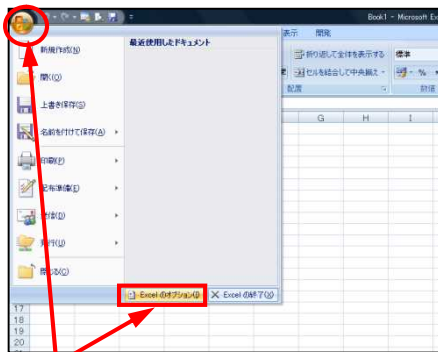 Book1 - Microsoft Ex
表示 開発
新規作成(N)
最近使用したドキュメント
折り返して全体を表示する 標準
開く(O)
セルを結合して中央揃え %
配置 数値
上書き保存(S)
G H I
名前を付けて保存(A)
印刷(P)
配布準備(E)
送信(D)
発行(U)
閉じる(C)
Excel のオプション(I) X Excel の終了(X)
17
18
19
20